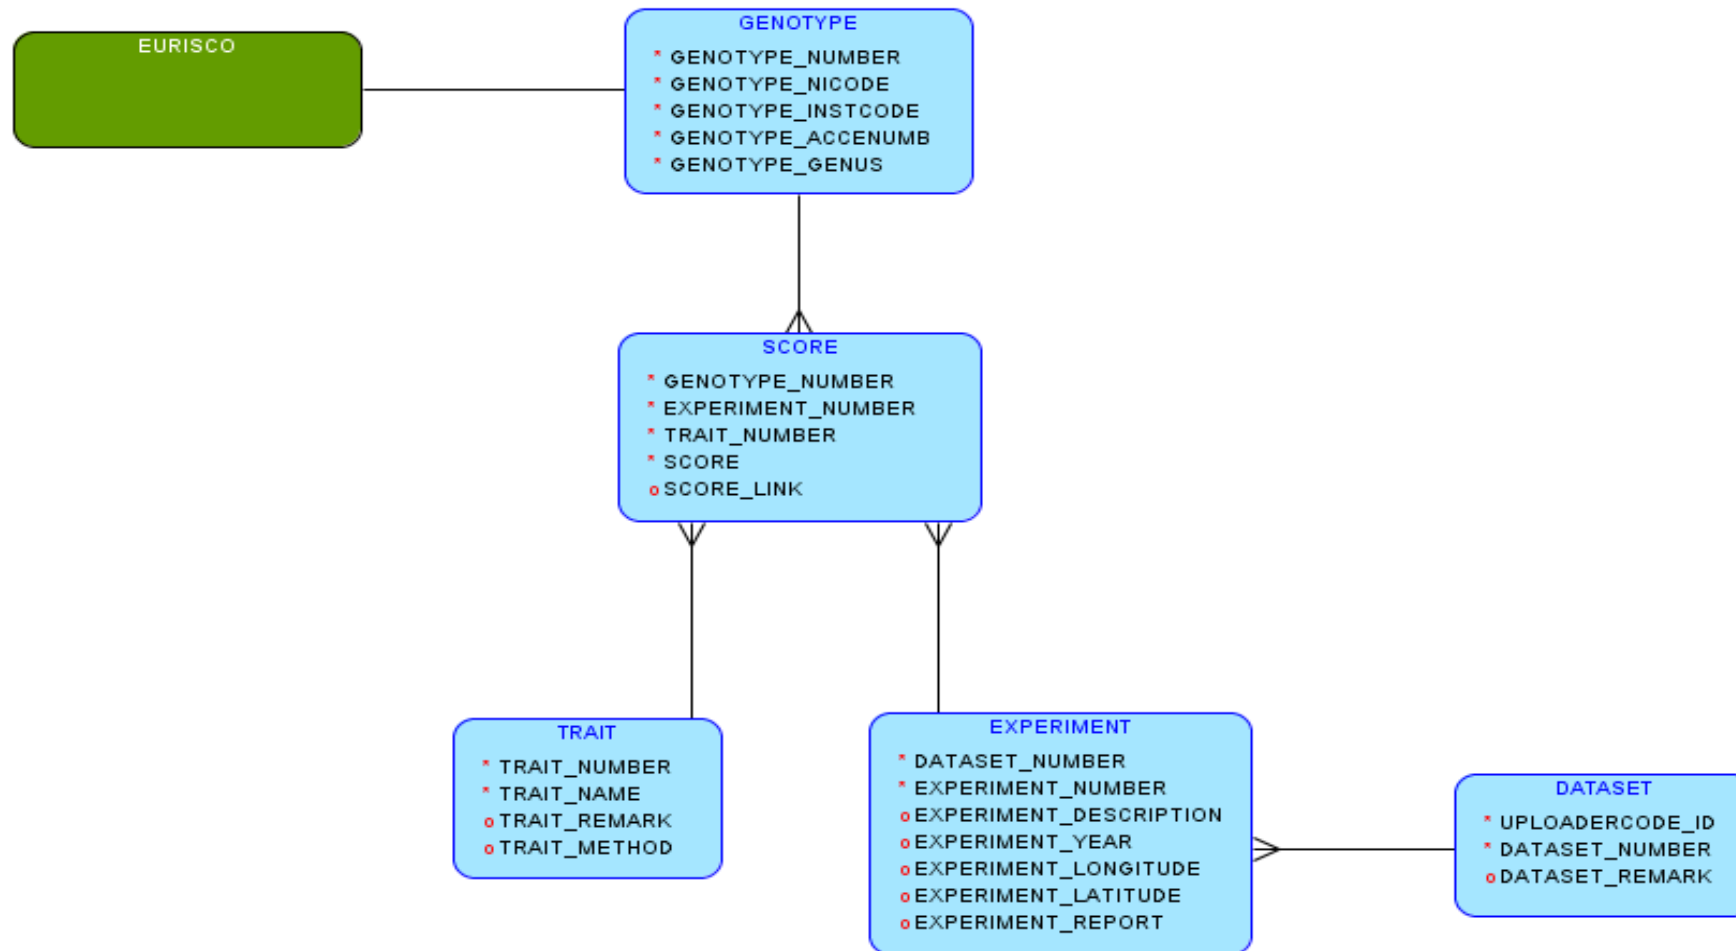 EURISCO
GENOTYPE
* GENOTYPE_NUMBER
* GENOTYPE_NICODE
* GENOTYPE_INSTCODE
* GENOTYPE_ACCENUMB
* GENOTYPE_GENUS
SCORE
* GENOTYPE_NUMBER
* EXPERIMENT_NUMBER
* TRAIT_NUMBER
* SCORE
o SCORE_LINK
TRAIT
* TRAIT_NUMBER
* TRAIT_NAME
o TRAIT_REMARK
o TRAIT_METHOD
EXPERIMENT
* DATASET_NUMBER
* EXPERIMENT_NUMBER
o EXPERIMENT_DESCRIPTION
o EXPERIMENT_YEAR
o EXPERIMENT_LONGITUDE
o EXPERIMENT_LATITUDE
o EXPERIMENT_REPORT
DATASET
* UPLOADERCODE_ID
* DATASET_NUMBER
o DATASET_REMARK